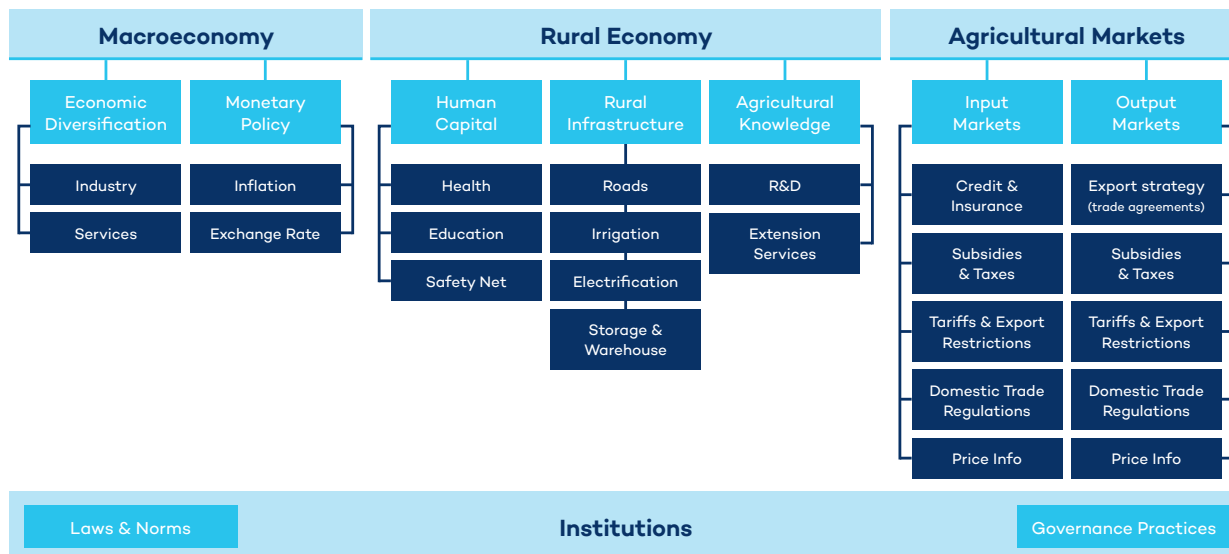 Macroeconomy
Economic
Diversification
Industry
Services
Monetary
Policy
Inflation
Exchange Rate
Rural Economy
Human
Capital
Health
Education
Safety Net
Rural
Infrastructure
Roads
Irrigation
Electrification
Storage &
Warehouse
Agricultural
Knowledge
R&D
Extension
Services
Agricultural Markets
Input
Markets
Credit &
Insurance
Subsidies
& Taxes
Tariffs & Export
Restrictions
Domestic Trade
Regulations
Price Info
Output
Markets
Export strategy
(trade agreements)
Subsidies
& Taxes
Tariffs & Export
Restrictions
Domestic Trade
Regulations
Price Info
Laws & Norms
Institutions
Governance Practices